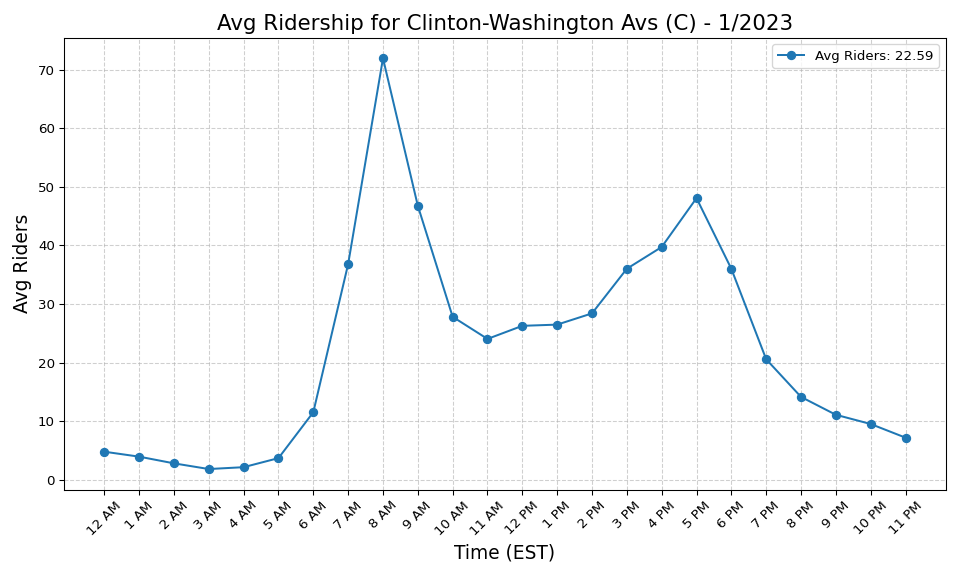 Avg Ridership for Clinton-Washington Avs (C) - 1/2023
Avg Riders: 22.59
Avg Riders
70
60
50
40
30
20
10
0
12 AM
1 AM
2 AM
3 AM
4 AM
5 AM
6 AM
7 AM
8 AM
9 AM
10 AM
11 AM
12 PM
1 PM
2 PM
3 PM
4 PM
5 PM
6 PM
7 PM
8 PM
9 PM
10 PM
11 PM
Time (EST)